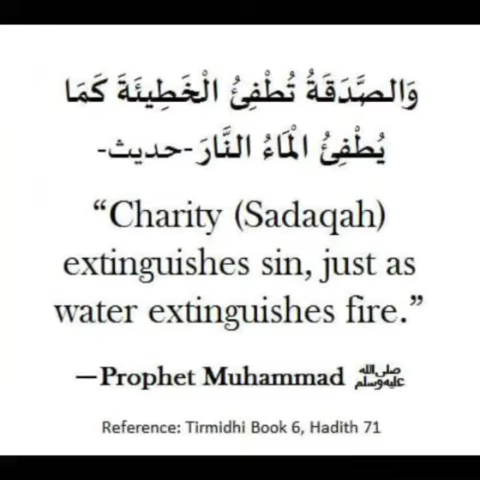 وَالصَّدَقَةُ تُطْفِئُ الْخَطِيئَةَ كَمَا
يُطْفِئُ الْمَاءُ النَّارَ -حديث-
“Charity (Sadaqah)
extinguishes sin, just as
water extinguishes fire.”
—Prophet Muhammad ﷺ
Reference: Tirmidhi Book 6, Hadith 71